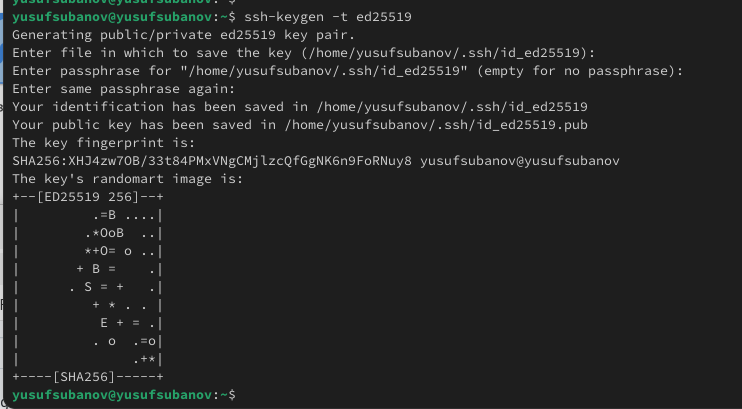 yusufsubanov@yusufsubanov:~$ ssh-keygen -t ed25519
Generating public/private ed25519 key pair.
Enter file in which to save the key (/home/yusufsubanov/.ssh/id_ed25519):
Enter passphrase for "/home/yusufsubanov/.ssh/id_ed25519" (empty for no passphrase):
Enter same passphrase again:
Your identification has been saved in /home/yusufsubanov/.ssh/id_ed25519
Your public key has been saved in /home/yusufsubanov/.ssh/id_ed25519.pub
The key fingerprint is:
SHA256:XHJ4zw7OB/33t84PMxVNgCMjlzcQfGgNK6n9FoRNuy8 yusufsubanov@yusufsubanov
The key's randomart image is:
+--[ED25519 256]--+
|         .=B ....|
|        .*OoB  ..|
|        *+O= o ..|
|       + B =    .|
|      . S = +   .|
|         + * . . |
|          E + = .|
|         . o  .=o|
|              .+*|
+----[SHA256]-----+
yusufsubanov@yusufsubanov:~$